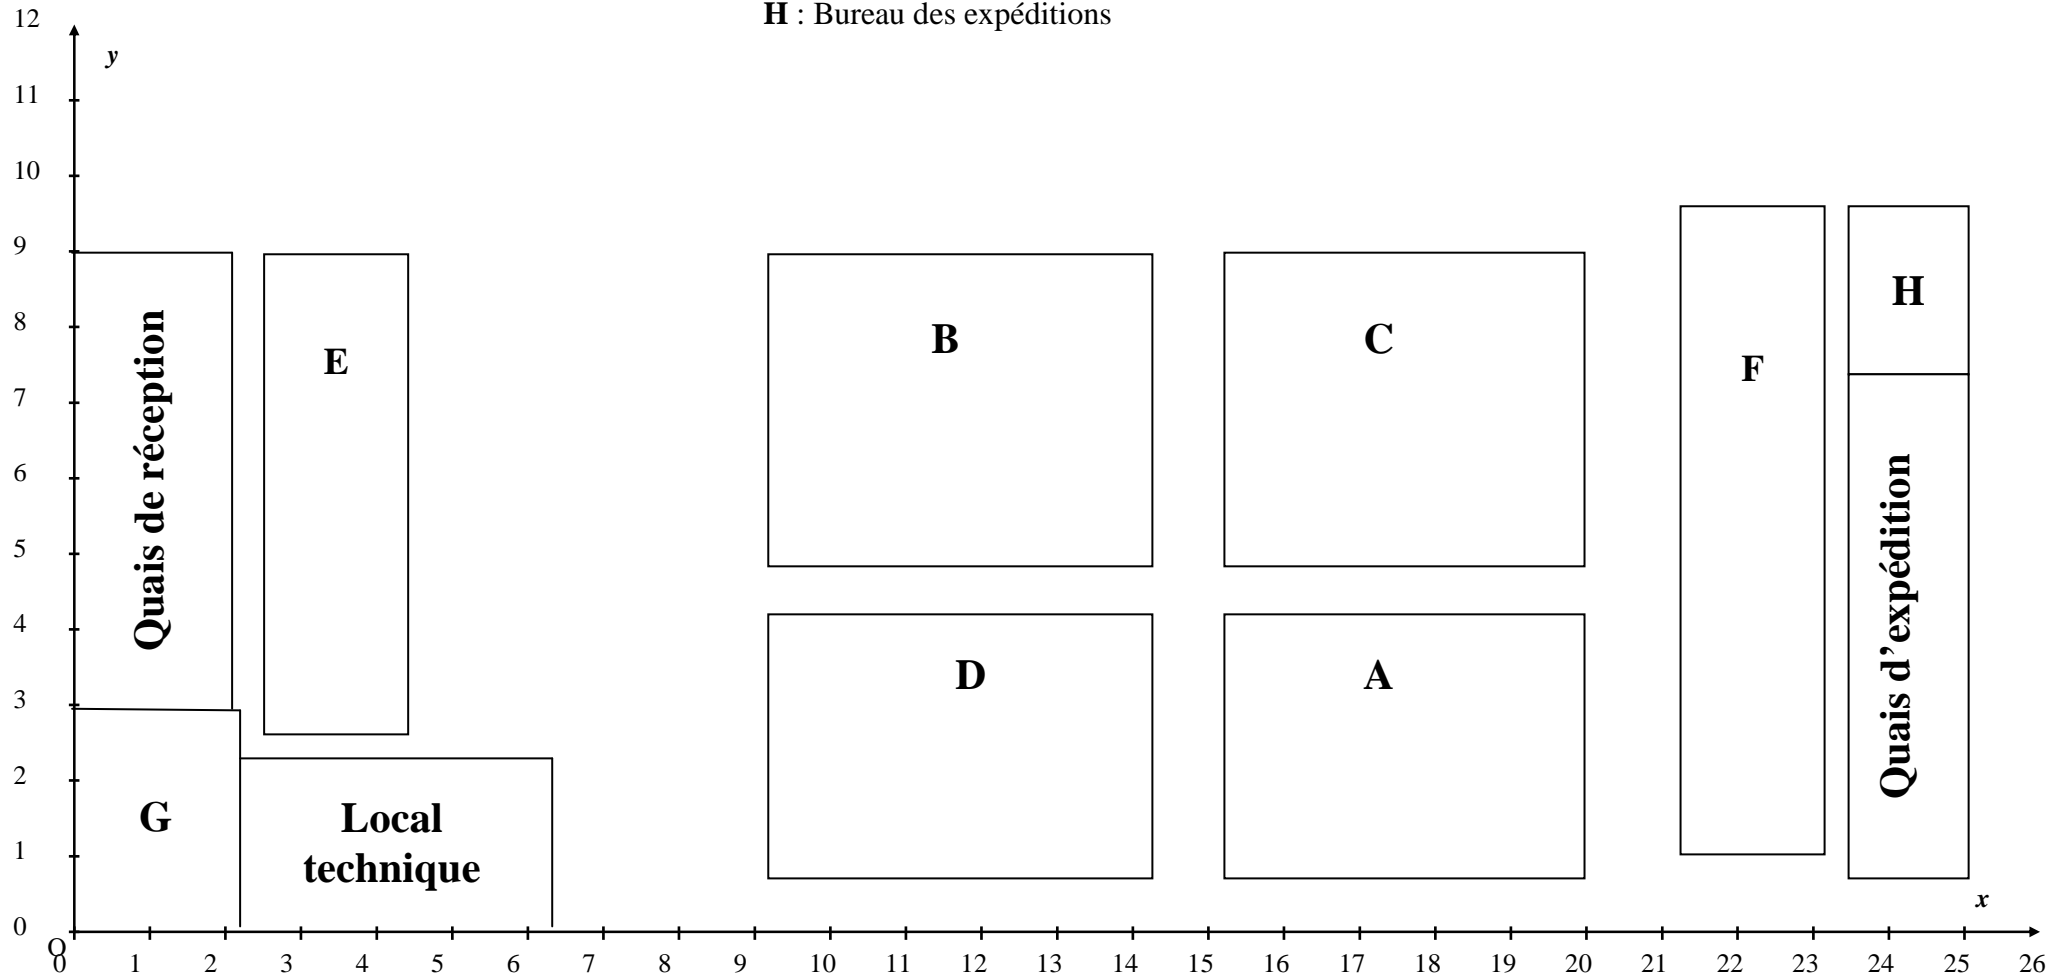 H : Bureau des expéditions
12
y
11
10
9
8
7
6
5
4
3
2
1
0
Quais de réception
E
B
C
F
H
D
A
Quais d’expédition
G
Local
technique
x
O
0 1 2 3 4 5 6 7 8 9 10 11 12 13 14 15 16 17 18 19 20 21 22 23 24 25 26